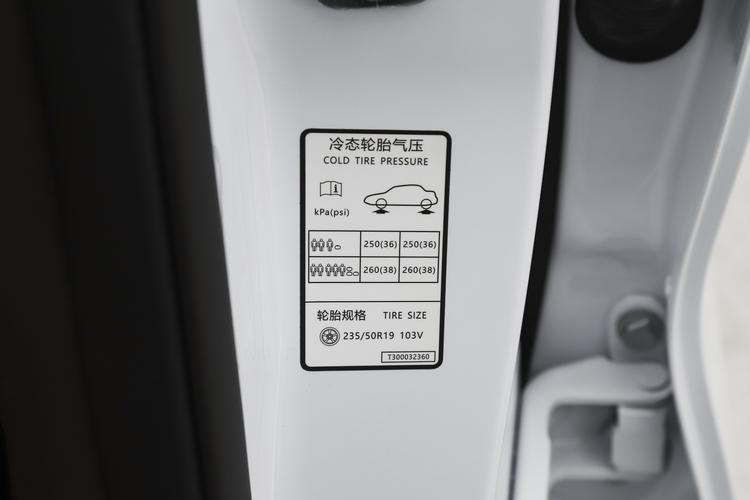 冷态轮胎气压
COLD TIRE PRESSURE
kPa(psi)
250(36) 250(36)
260(38) 260(38)
轮胎规格 TIRE SIZE
235/50R19 103V
T300032360